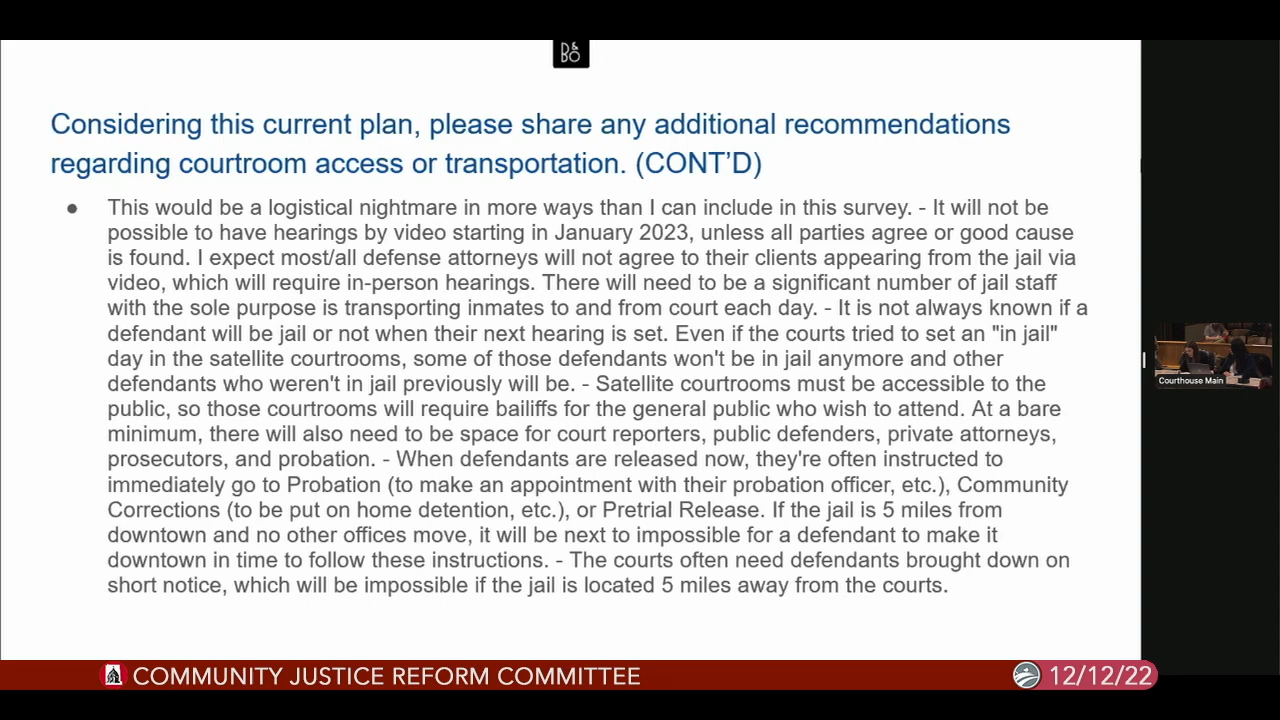 D&
BO
Considering this current plan, please share any additional recommendations
regarding courtroom access or transportation. (CONT'D)
● This would be a logistical nightmare in more ways than I can include in this survey. - It will not be
possible to have hearings by video starting in January 2023, unless all parties agree or good cause
is found. I expect most/all defense attorneys will not agree to their clients appearing from the jail via
video, which will require in-person hearings. There will need to be a significant number of jail staff
with the sole purpose is transporting inmates to and from court each day. - It is not always known if a
defendant will be jail or not when their next hearing is set. Even if the courts tried to set an "in jail"
day in the satellite courtrooms, some of those defendants won't be in jail anymore and other
defendants who weren't in jail previously will be. - Satellite courtrooms must be accessible to the
public, so those courtrooms will require bailiffs for the general public who wish to attend. At a bare
minimum, there will also need to be space for court reporters, public defenders, private attorneys,
prosecutors, and probation. - When defendants are released now, they're often instructed to
immediately go to Probation (to make an appointment with their probation officer, etc.), Community
Corrections (to be put on home detention, etc.), or Pretrial Release. If the jail is 5 miles from
downtown and no other offices move, it will be next to impossible for a defendant to make it
downtown in time to follow these instructions. - The courts often need defendants brought down on
short notice, which will be impossible if the jail is located 5 miles away from the courts.
Courthouse Main
COMMUNITY JUSTICE REFORM COMMITTEE
12/12/22